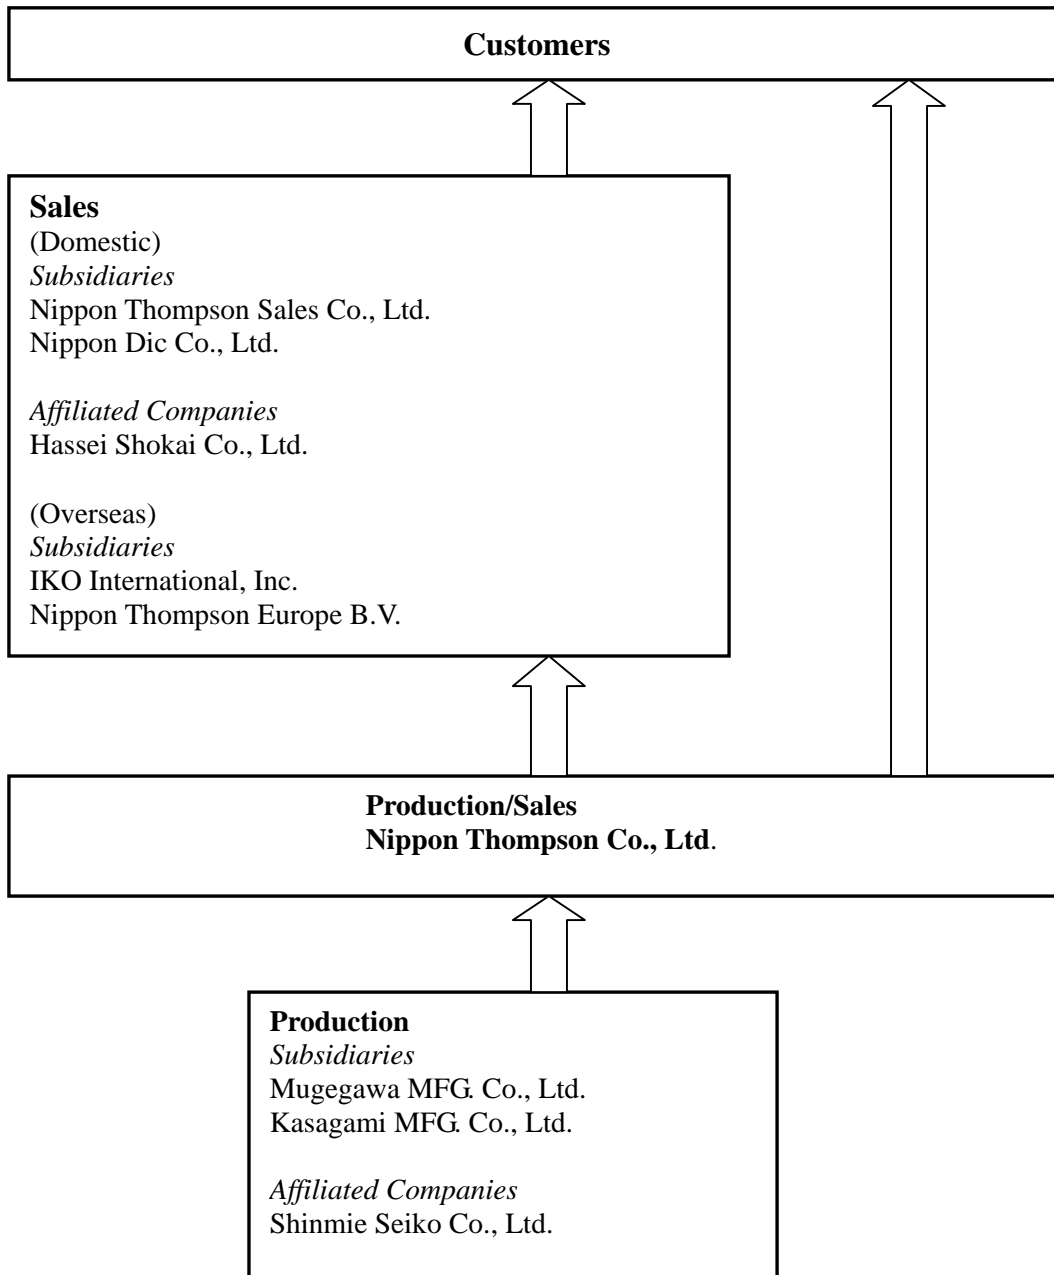 Customers
Sales
(Domestic)
Subsidiaries
Nippon Thompson Sales Co., Ltd.
Nippon Dic Co., Ltd.
Affiliated Companies
Hassei Shokai Co., Ltd.
(Overseas)
Subsidiaries
IKO International, Inc.
Nippon Thompson Europe B.V.
Production/Sales
Nippon Thompson Co., Ltd.
Production
Subsidiaries
Mugegawa MFG. Co., Ltd.
Kasagami MFG. Co., Ltd.
Affiliated Companies
Shinmie Seiko Co., Ltd.